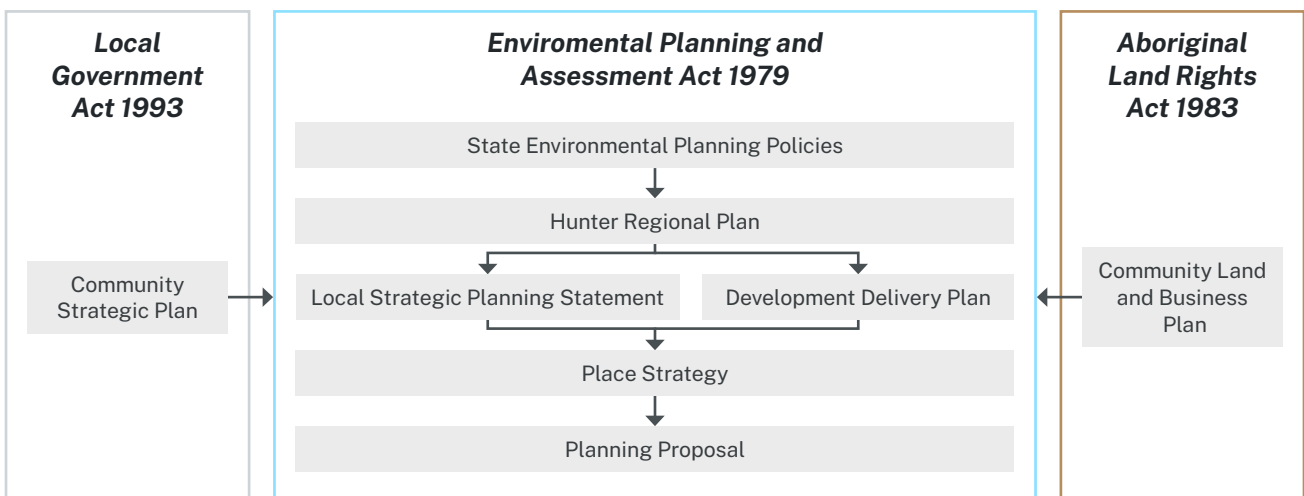 Local
Government
Act 1993
Enviromental Planning and
Assessment Act 1979
Aboriginal
Land Rights
Act 1983
State Environmental Planning Policies
Hunter Regional Plan
Community
Strategic Plan
Local Strategic Planning Statement
Development Delivery Plan
Community Land
and Business
Plan
Place Strategy
Planning Proposal